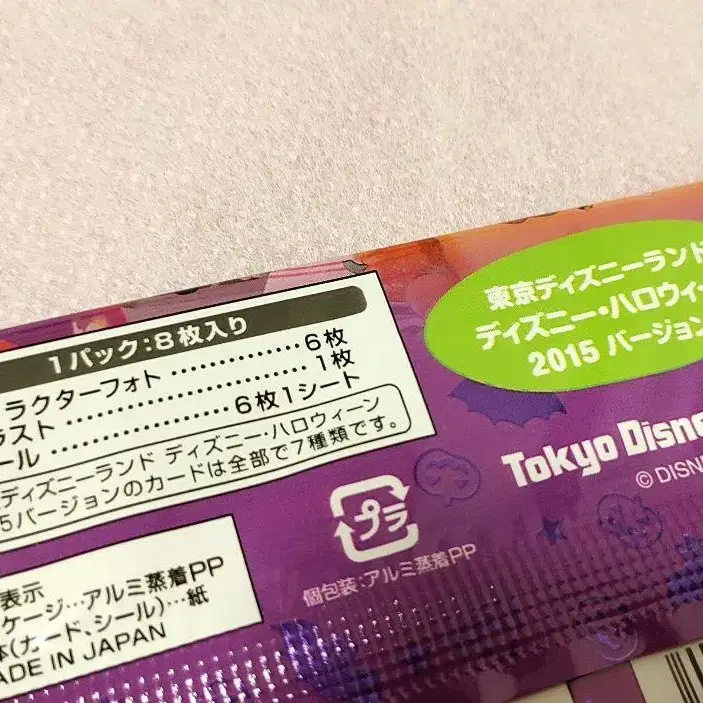 1パック:8枚入り
ラクターフォト………………6枚
ラスト……………………………1枚
ール…………………6枚1シート
ディズニーランド ディズニー・ハロウィーン
5バージョンのカードは全部で7種類です。
東京ディズニーランド
ディズニー・ハロウィー
2015 バージョン
Tokyo Disne
© DISNE
プラ
個包装:アルミ蒸着PP
表示
ケージ…アルミ蒸着PP
体(カード、シール)…紙
ADE IN JAPAN